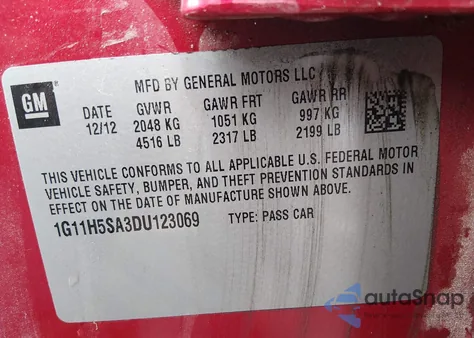 GM
MFD BY GENERAL MOTORS LLC
DATE GVWR GAWR FRT GAWR RR
12/12 2048 KG 1051 KG 997 KG
4516 LB 2317 LB 2199 LB
THIS VEHICLE CONFORMS TO ALL APPLICABLE U.S. FEDERAL MOTOR
VEHICLE SAFETY, BUMPER, AND THEFT PREVENTION STANDARDS IN
EFFECT ON THE DATE OF MANUFACTURE SHOWN ABOVE.
1G11H5SA3DU123069 TYPE: PASS CAR
autoSnap